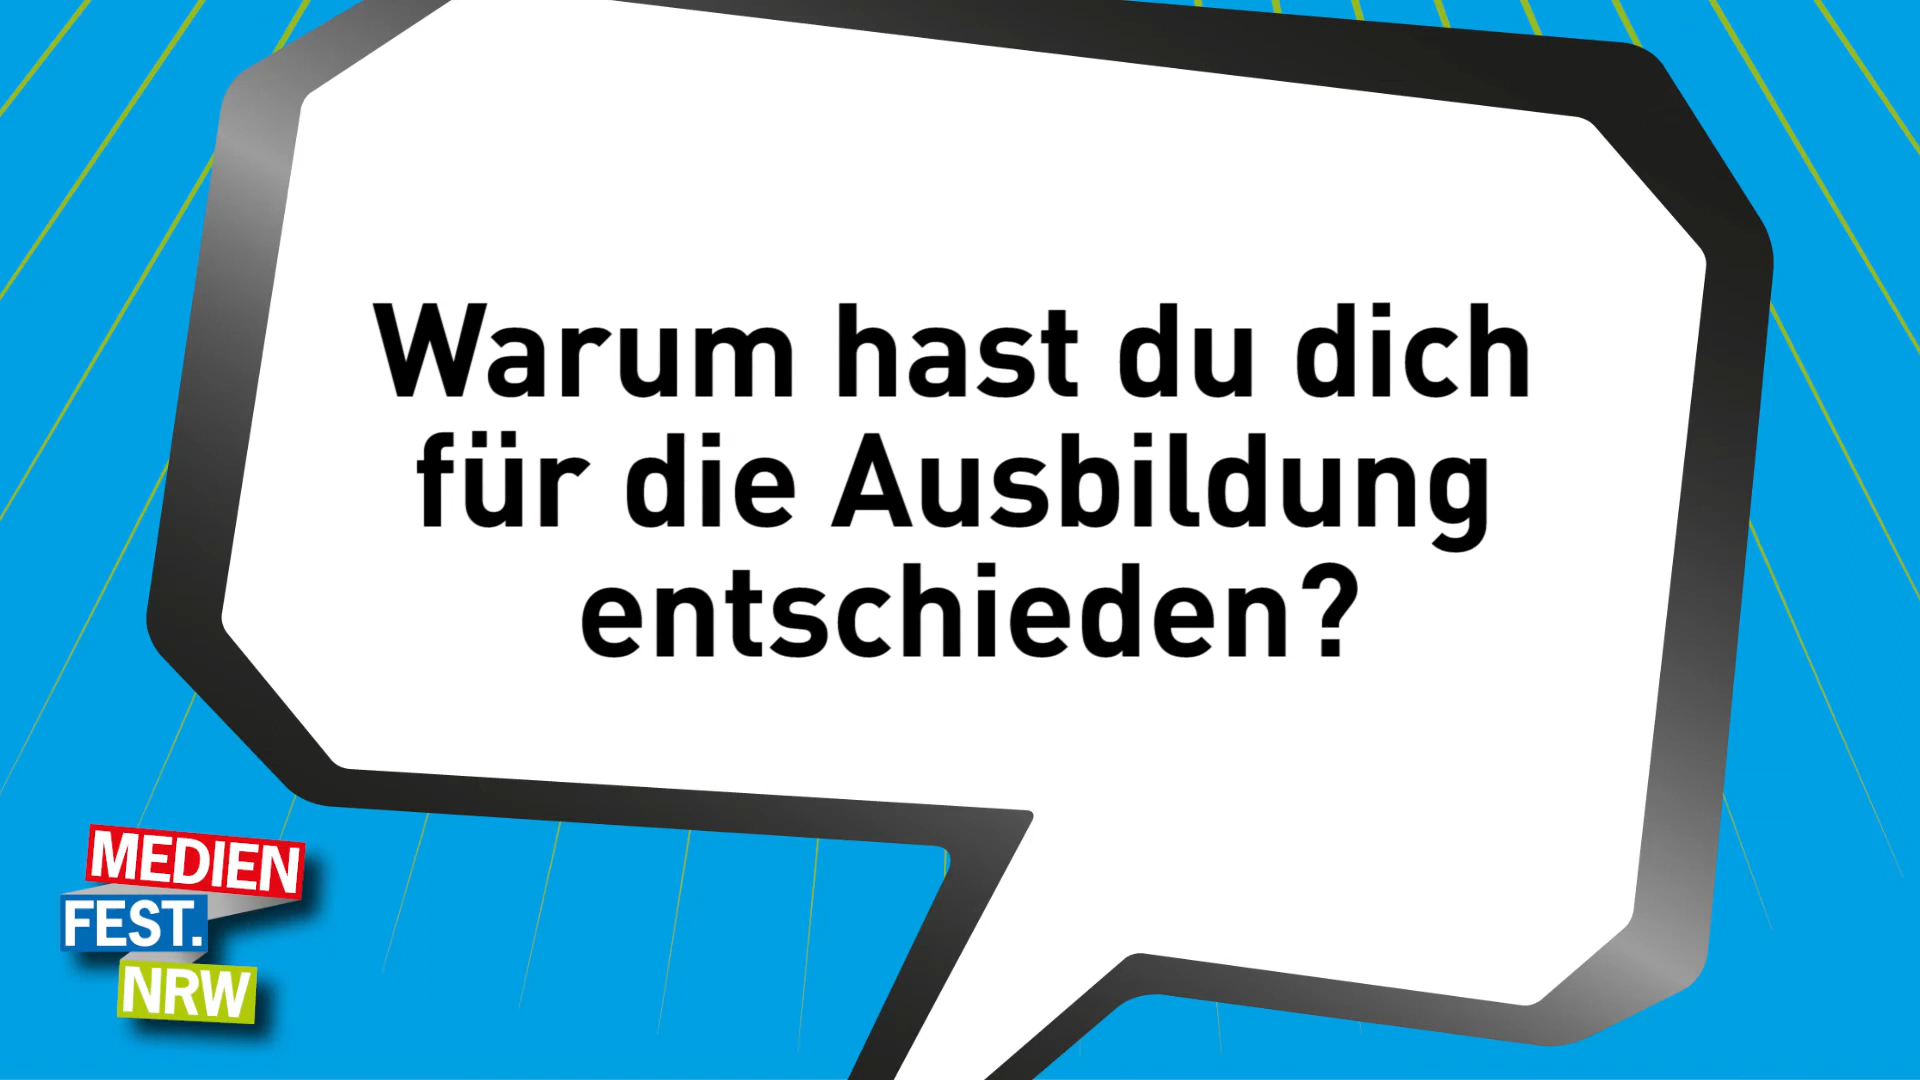 Warum hast du dich
für die Ausbildung
entschieden?
MEDIEN
FEST.
NRW